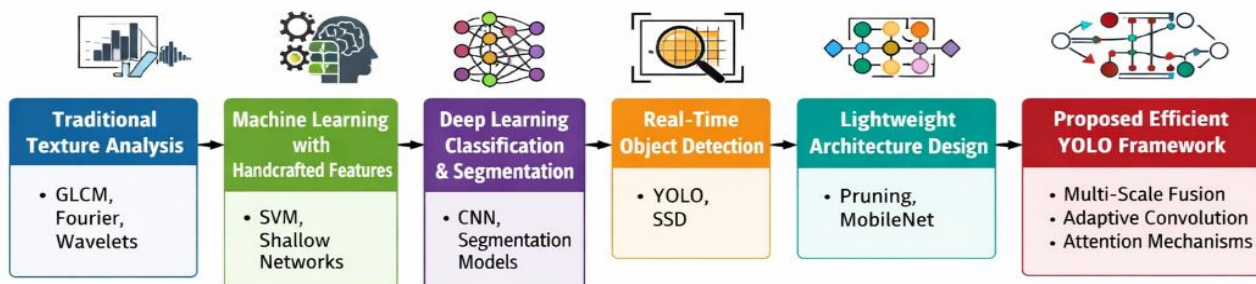 Traditional
Texture Analysis
• GLCM,
Fourier,
Wavelets
Machine Learning
with
Handcrafted Features
• SVM,
Shallow
Networks
Deep Learning
Classification
& Segmentation
• CNN,
Segmentation
Models
Real-Time
Object Detection
• YOLO,
SSD
Lightweight
Architecture Design
• Pruning,
MobileNet
Proposed Efficient
YOLO Framework
• Multi-Scale Fusion
• Adaptive Convolution
• Attention Mechanisms